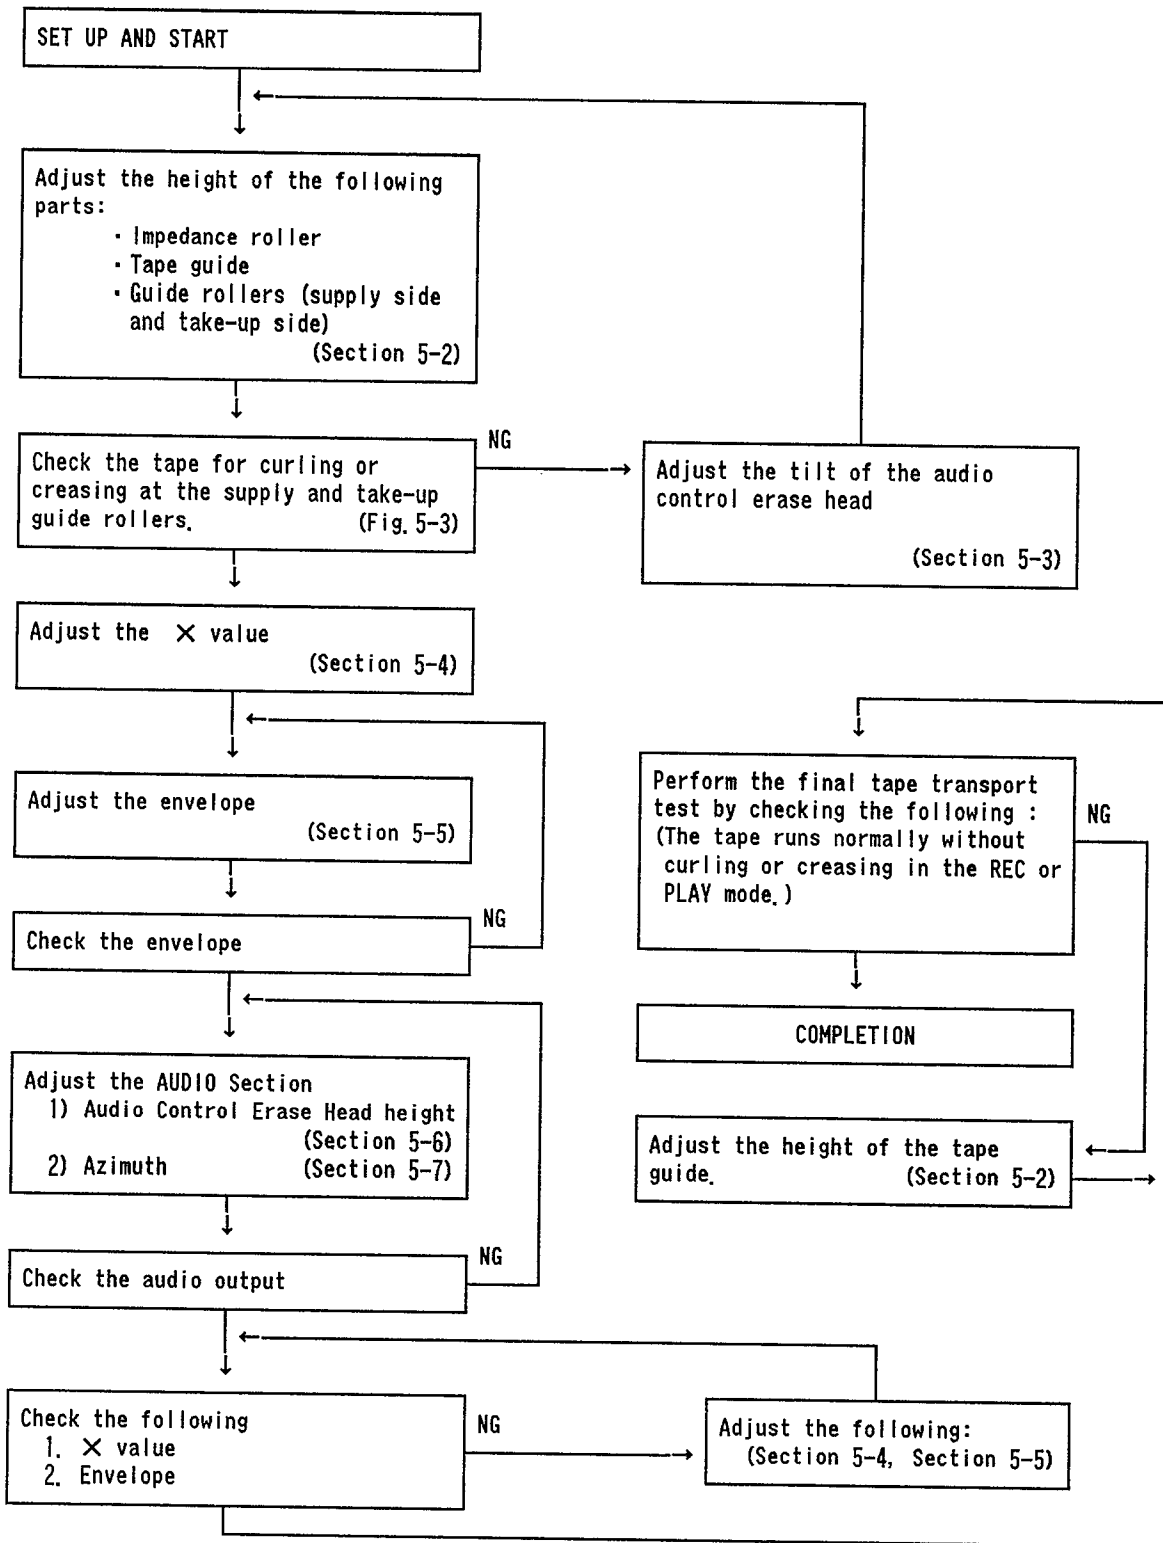 SET UP AND START
Adjust the height of the following
parts:
· Impedance roller
· Tape guide
· Guide rollers (supply side
and take-up side)
(Section 5-2)
Check the tape for curling or
creasing at the supply and take-up
guide rollers. (Fig. 5-3)
NG
Adjust the tilt of the audio
control erase head
(Section 5-3)
Adjust the × value
(Section 5-4)
Adjust the envelope
(Section 5-5)
Check the envelope
NG
Adjust the AUDIO Section
1) Audio Control Erase Head height
(Section 5-6)
2) Azimuth (Section 5-7)
Check the audio output
NG
Check the following
1. × value
2. Envelope
NG
Adjust the following:
(Section 5-4, Section 5-5)
Perform the final tape transport
test by checking the following :
(The tape runs normally without
curling or creasing in the REC or
PLAY mode.)
NG
COMPLETION
Adjust the height of the tape
guide. (Section 5-2)